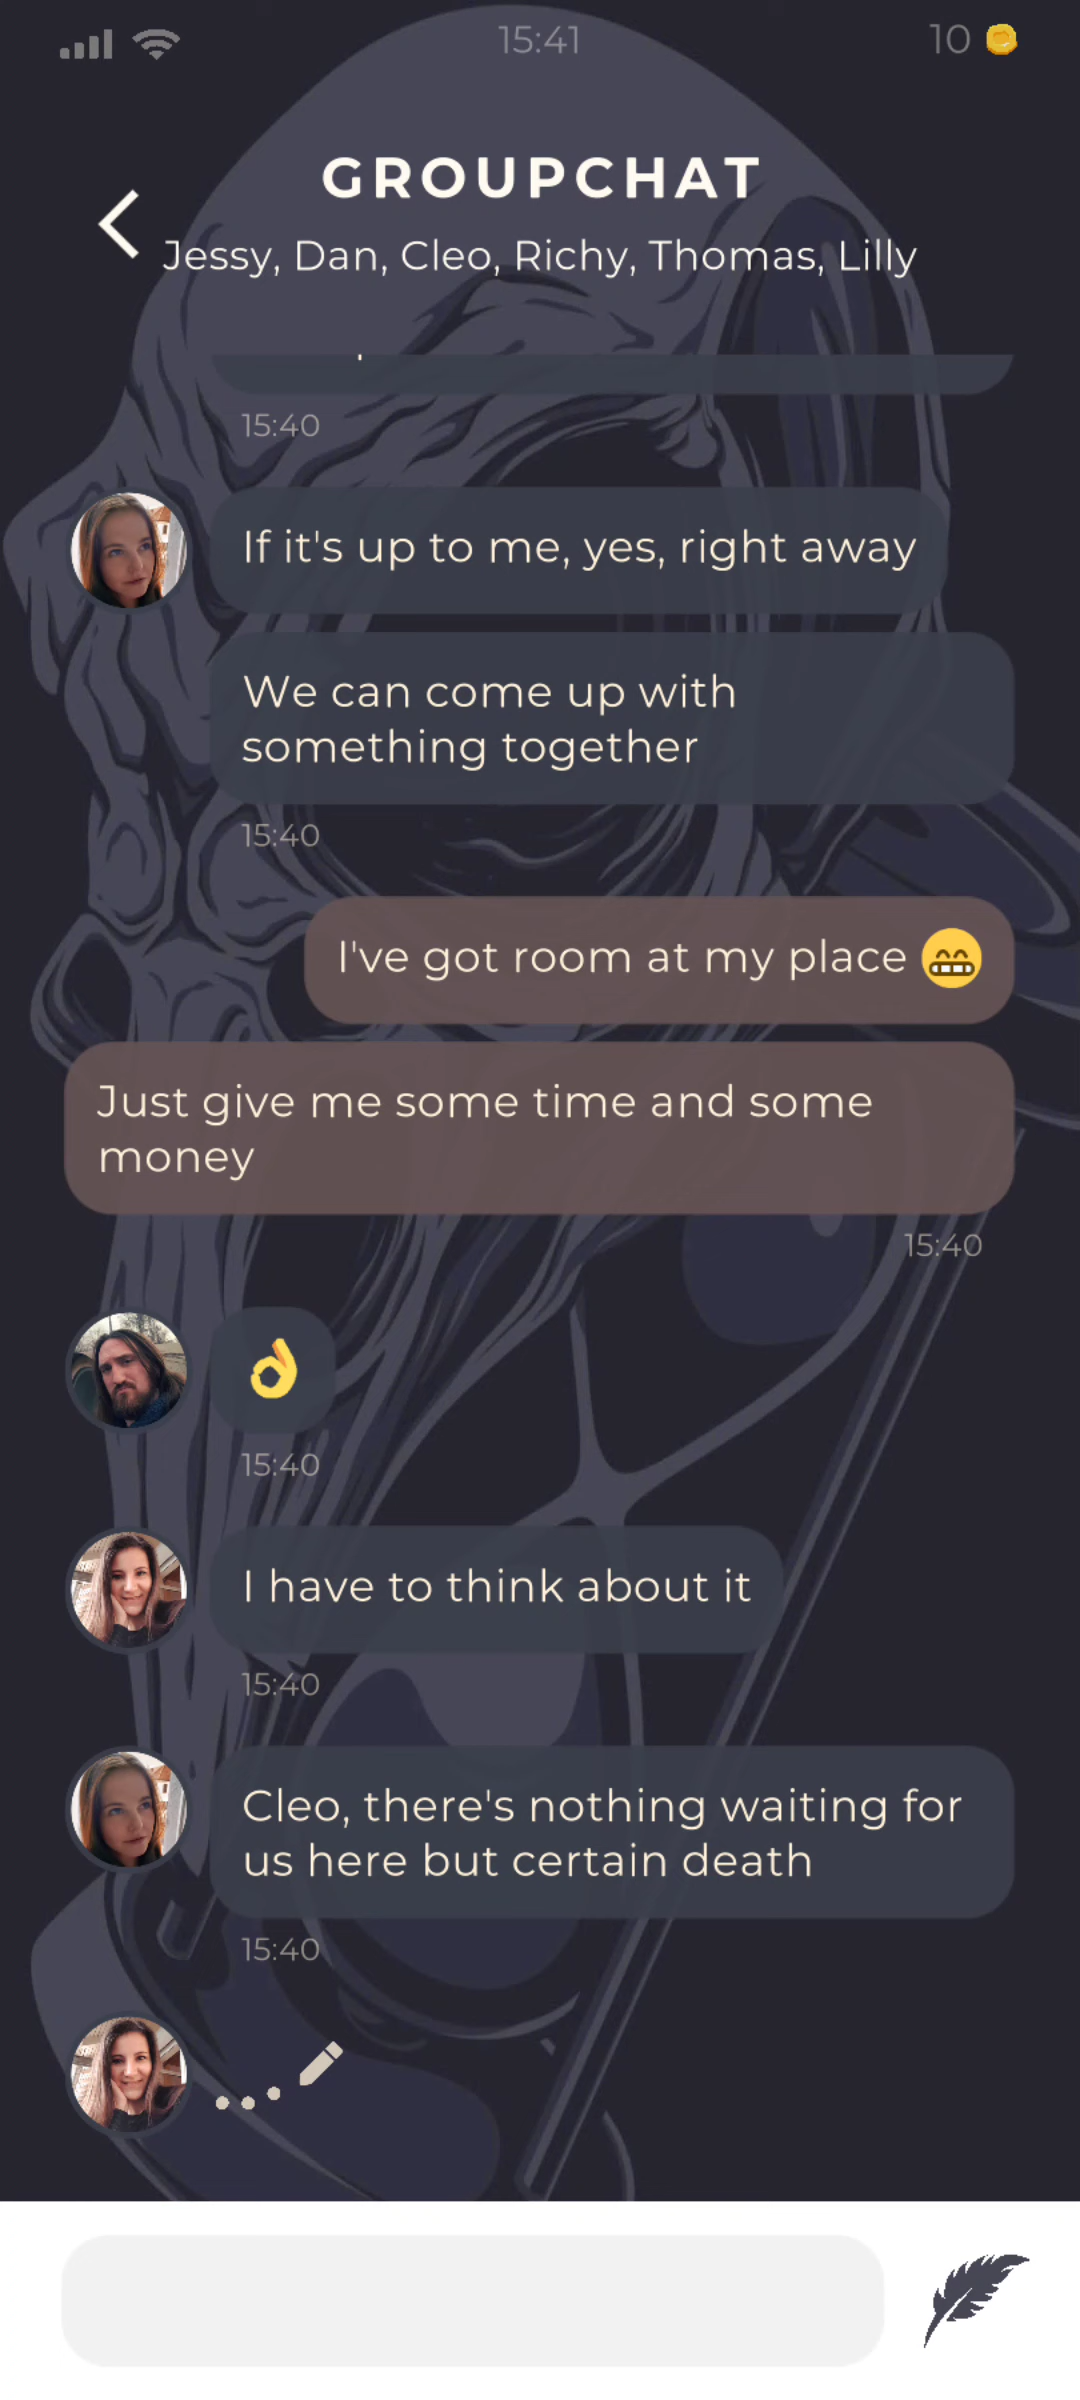 15:41
10
GROUPCHAT
Jessy, Dan, Cleo, Richy, Thomas, Lilly
15:40
If it's up to me, yes, right away
We can come up with
something together
15:40
I've got room at my place 😁
Just give me some time and some
money
15:40
👌
15:40
I have to think about it
15:40
Cleo, there's nothing waiting for
us here but certain death
15:40